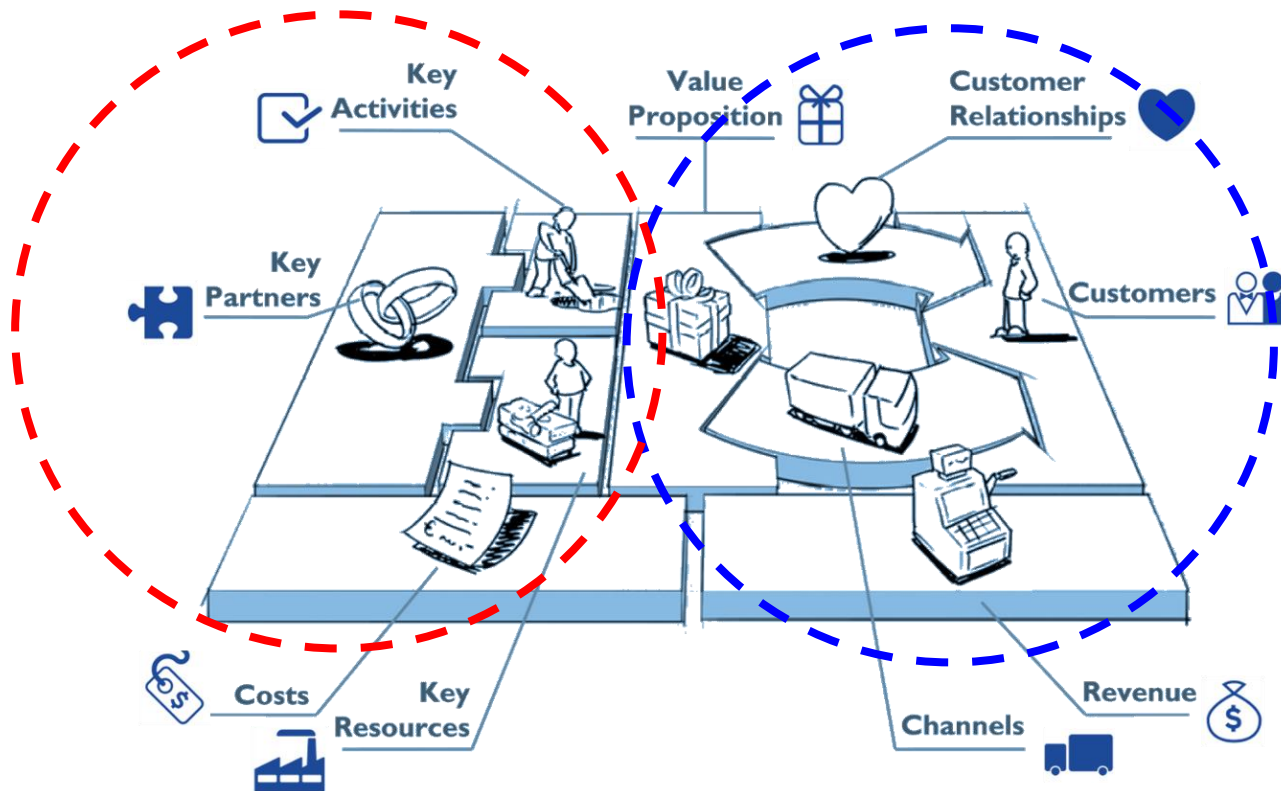 Key
Activities
Value
Proposition
Customer
Relationships
Key
Partners
Customers
Costs
$
Key
Resources
Channels
Revenue
$